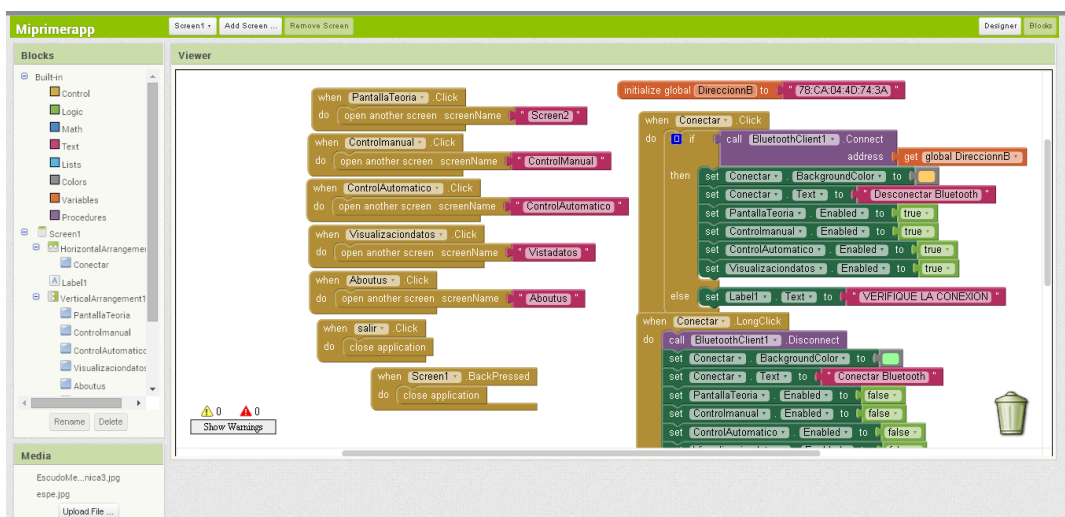 Miprimerapp
Screen1
Add Screen ...
Remove Screen
Designer
Blocks
Blocks
Built-in
Control
Logic
Math
Text
Lists
Colors
Variables
Procedures
Screen1
HorizontalArrangemer
Conectar
Label1
VerticalArrangement1
PantallaTeoria
Controlmanual
ControlAutomatico
Visualizaciondatos
Aboutus
Rename
Delete
Media
EscudoMe...nica3.jpg
espe.jpg
Upload File ...
Viewer
when PantallaTeoria .Click
do open another screen screenName " Screen2 "
when Controlmanual .Click
do open another screen screenName " ControlManual "
when ControlAutomatico .Click
do open another screen screenName " ControlAutomatico "
when Visualizaciondatos .Click
do open another screen screenName " Vistadatos "
when Aboutus .Click
do open another screen screenName " Aboutus "
when salir .Click
do close application
when Screen1 .BackPressed
do close application
0 0
Show Warnings
initialize global DireccionnB to " 78:CA:04:4D:74:3A "
when Conectar .Click
do if call BluetoothClient1 .Connect
address get global DireccionnB
then set Conectar . BackgroundColor to
set Conectar . Text to " Desconectar Bluetooth "
set PantallaTeoria . Enabled to true
set Controlmanual . Enabled to true
set ControlAutomatico . Enabled to true
set Visualizaciondatos . Enabled to true
else set Label1 . Text to " VERIFIQUE LA CONEXION "
when Conectar .LongClick
do call BluetoothClient1 .Disconnect
set Conectar . BackgroundColor to
set Conectar . Text to " Conectar Bluetooth "
set PantallaTeoria . Enabled to false
set Controlmanual . Enabled to false
set ControlAutomatico . Enabled to false